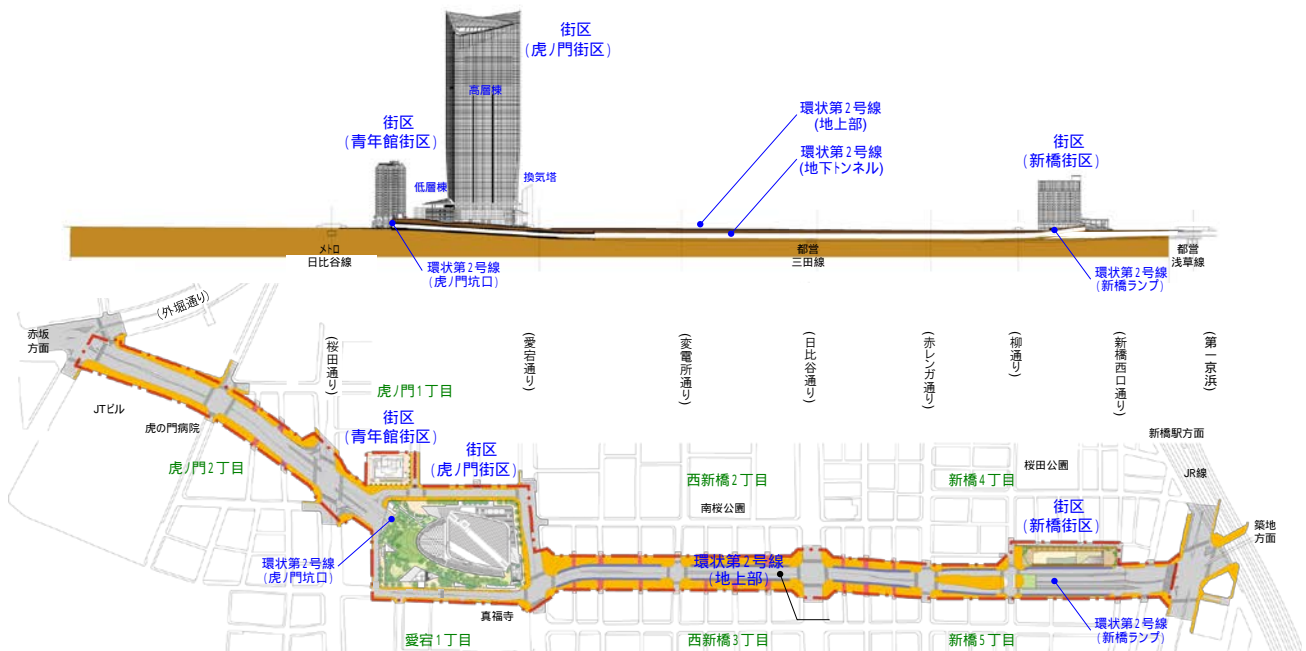 街区
(虎ノ門街区)
高層棟
街区
(青年館街区)
低層棟
換気塔
環状第2号線
(地上部)
環状第2号線
(地下トンネル)
街区
(新橋街区)
メトロ
日比谷線
環状第2号線
(虎ノ門坑口)
都営
三田線
環状第2号線
(新橋ランプ)
都営
浅草線
赤坂
方面
(外堀通り)
(桜田通り)
(愛宕通り)
(変電所通り)
(日比谷通り)
(赤レンガ通り)
(柳通り)
(新橋西口通り)
(第一京浜)
JTビル
虎の門病院
虎ノ門1丁目
虎ノ門2丁目
街区
(青年館街区)
街区
(虎ノ門街区)
西新橋2丁目
南桜公園
新橋4丁目
桜田公園
新橋駅方面
JR線
街区
(新橋街区)
築地
方面
環状第2号線
(虎ノ門坑口)
環状第2号線
(地上部)
真福寺
愛宕1丁目
西新橋3丁目
新橋5丁目
環状第2号線
(新橋ランプ)